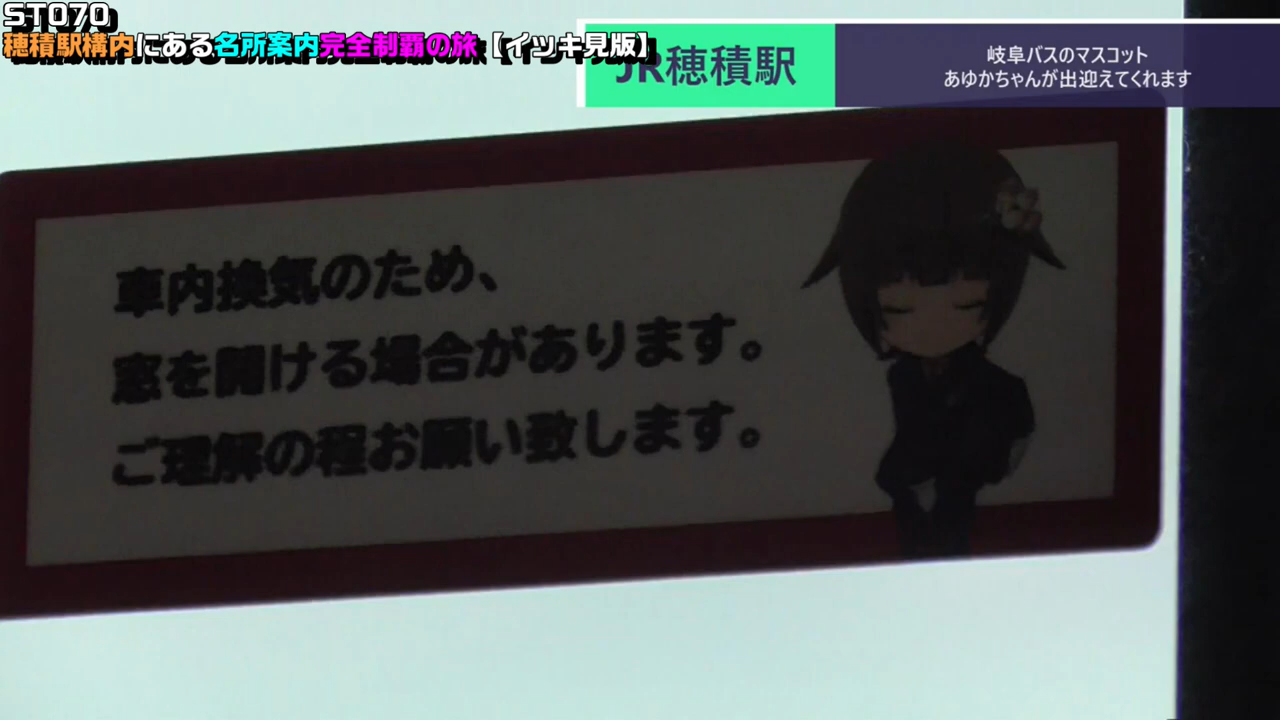 ST070
穂積駅構内にある名所案内完全制覇の旅【イツキ見版】
JR穂積駅
岐阜バスのマスコット
あゆかちゃんが出迎えてくれます
車内換気のため、
窓を開ける場合があります。
ご理解の程お願い致します。